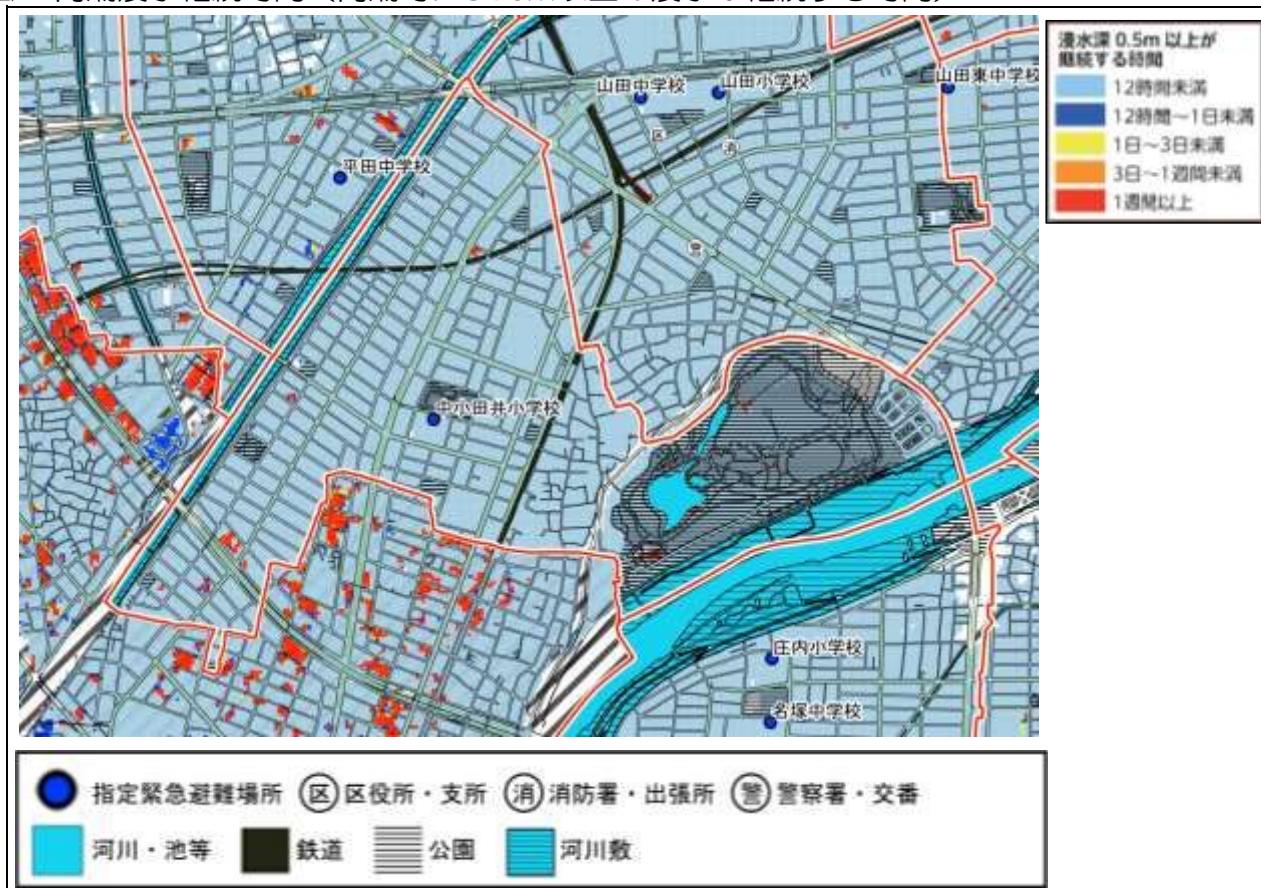 浸水深 0.5m 以上が
継続する時間
12時間未満
12時間～1日未満
1日～3日未満
3日～1週間未満
1週間以上
山田中学校
山田小学校
山田東中学校
区
消
平田中学校
警
中小田井小学校
庄内小学校
名塚中学校
指定緊急避難場所 区 区役所・支所 消 消防署・出張所 警 警察署・交番
河川・池等 鉄道 公園 河川敷